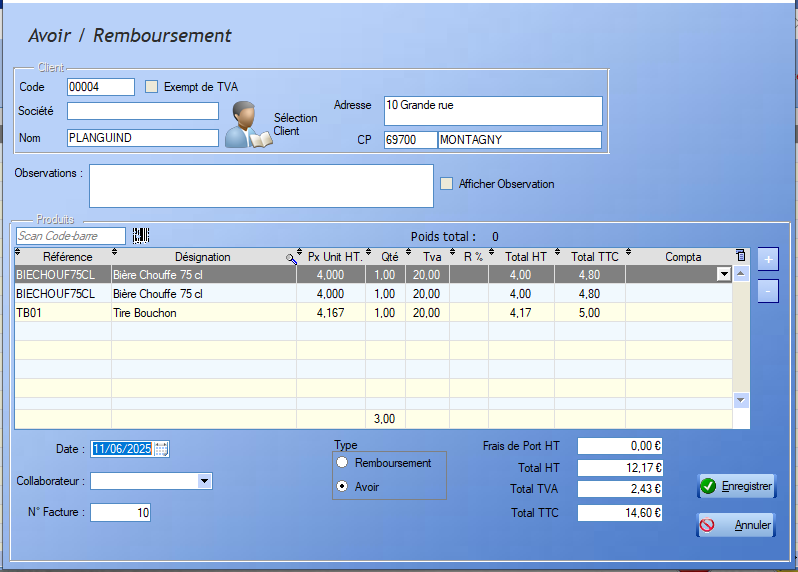 Avoir / Remboursement
Client
Code 00004 Exempt de TVA
Société
Nom PLANGUIND
Sélection
Client
Adresse 10 Grande rue
CP 69700 MONTAGNY
Observations :
Afficher Observation
Produits
Scan Code-barre
Poids total : 0
Référence Désignation Px Unit HT. Qté Tva R % Total HT Total TTC Compta
BIECHOUF75CL Bière Chouffe 75 cl 4,000 1,00 20,00 4,00 4,80
BIECHOUF75CL Bière Chouffe 75 cl 4,000 1,00 20,00 4,00 4,80
TB01 Tire Bouchon 4,167 1,00 20,00 4,17 5,00
3,00
+
-
Date : 11/06/2025
Collaborateur :
N° Facture : 10
Type
Remboursement
Avoir
Frais de Port HT 0,00 €
Total HT 12,17 €
Total TVA 2,43 €
Total TTC 14,60 €
Enregistrer
Annuler